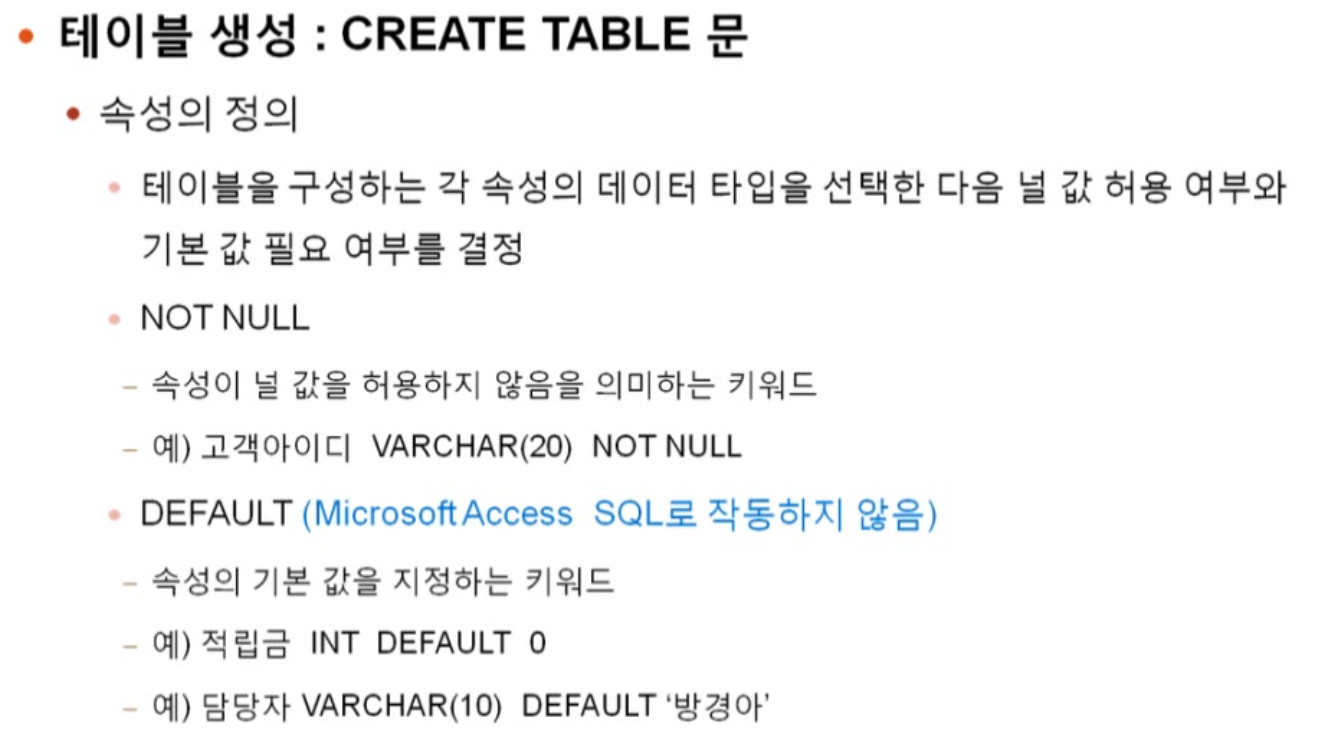 • 테이블 생성 : CREATE TABLE 문
• 속성의 정의
• 테이블을 구성하는 각 속성의 데이터 타입을 선택한 다음 널 값 허용 여부와
기본 값 필요 여부를 결정
• NOT NULL
– 속성이 널 값을 허용하지 않음을 의미하는 키워드
– 예) 고객아이디 VARCHAR(20) NOT NULL
• DEFAULT (Microsoft Access SQL로 작동하지 않음)
– 속성의 기본 값을 지정하는 키워드
– 예) 적립금 INT DEFAULT 0
– 예) 담당자 VARCHAR(10) DEFAULT ‘방경아’